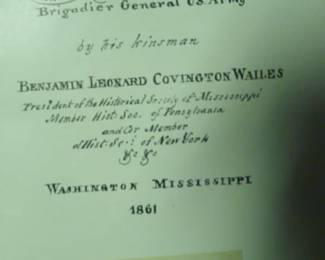 Brigadier General US. Army
by his kinsman
BENJAMIN LEONARD COVINGTON WAILES
President of the Historical Society of Mississippi
Member Hist. Soc. of Pennsylvania
and Cor Member
of Hist. So: of New York
&c &c
WASHINGTON MISSISSIPPI
1861